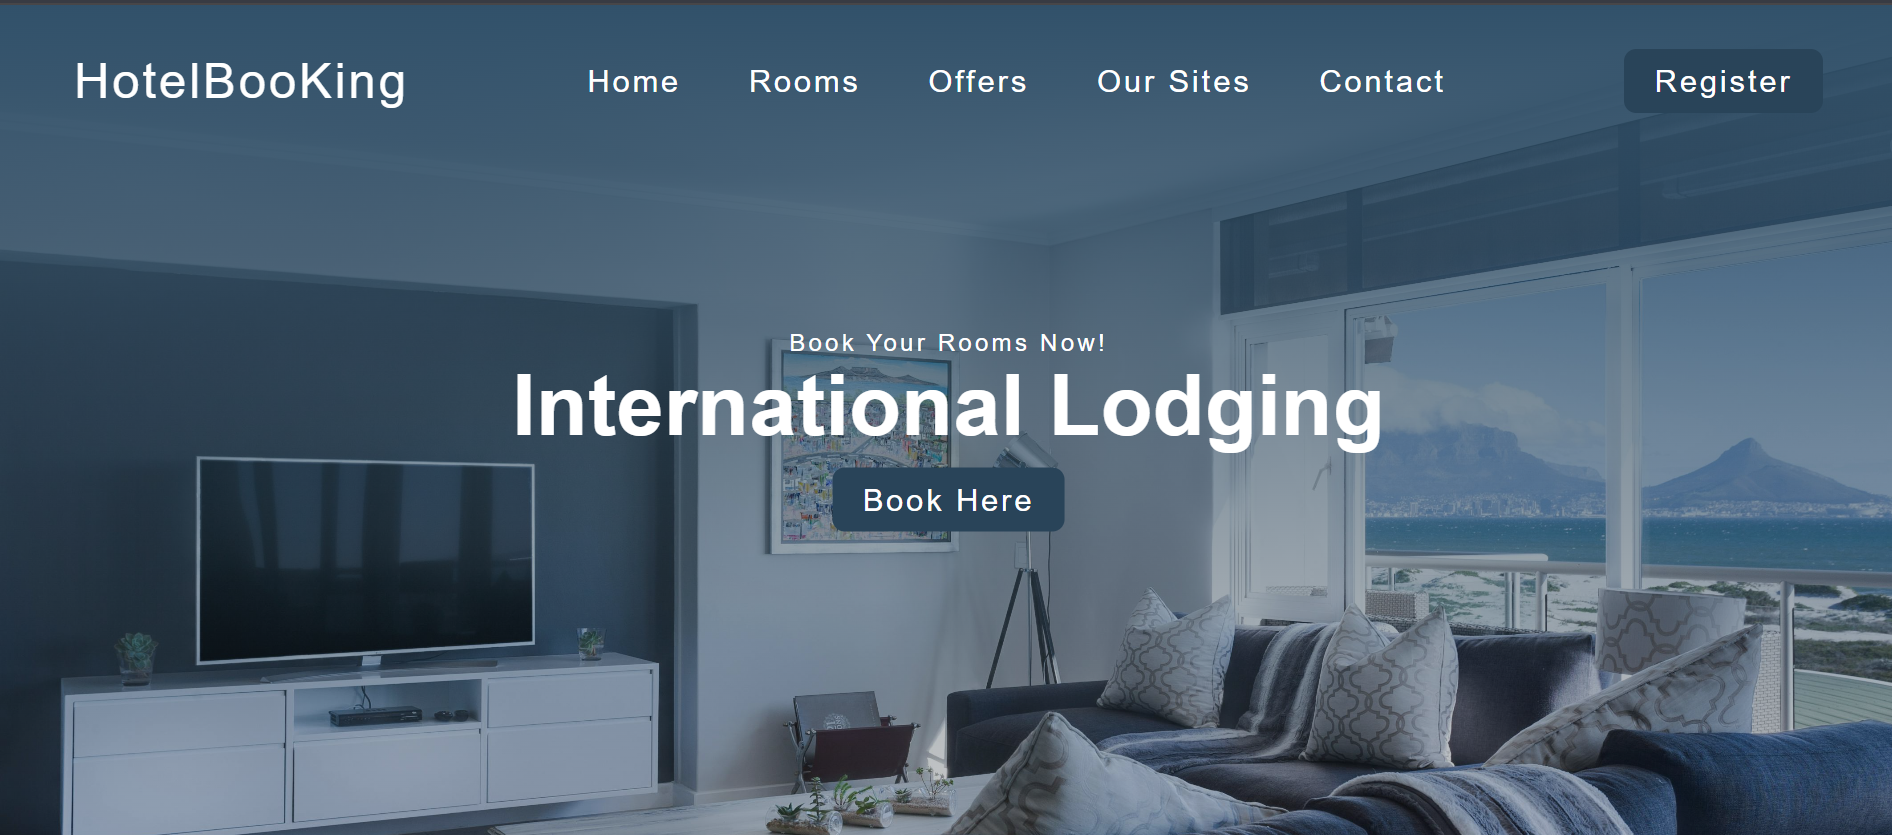 HotelBooKing
Home
Rooms
Offers
Our Sites
Contact
Register
Book Your Rooms Now!
International Lodging
Book Here